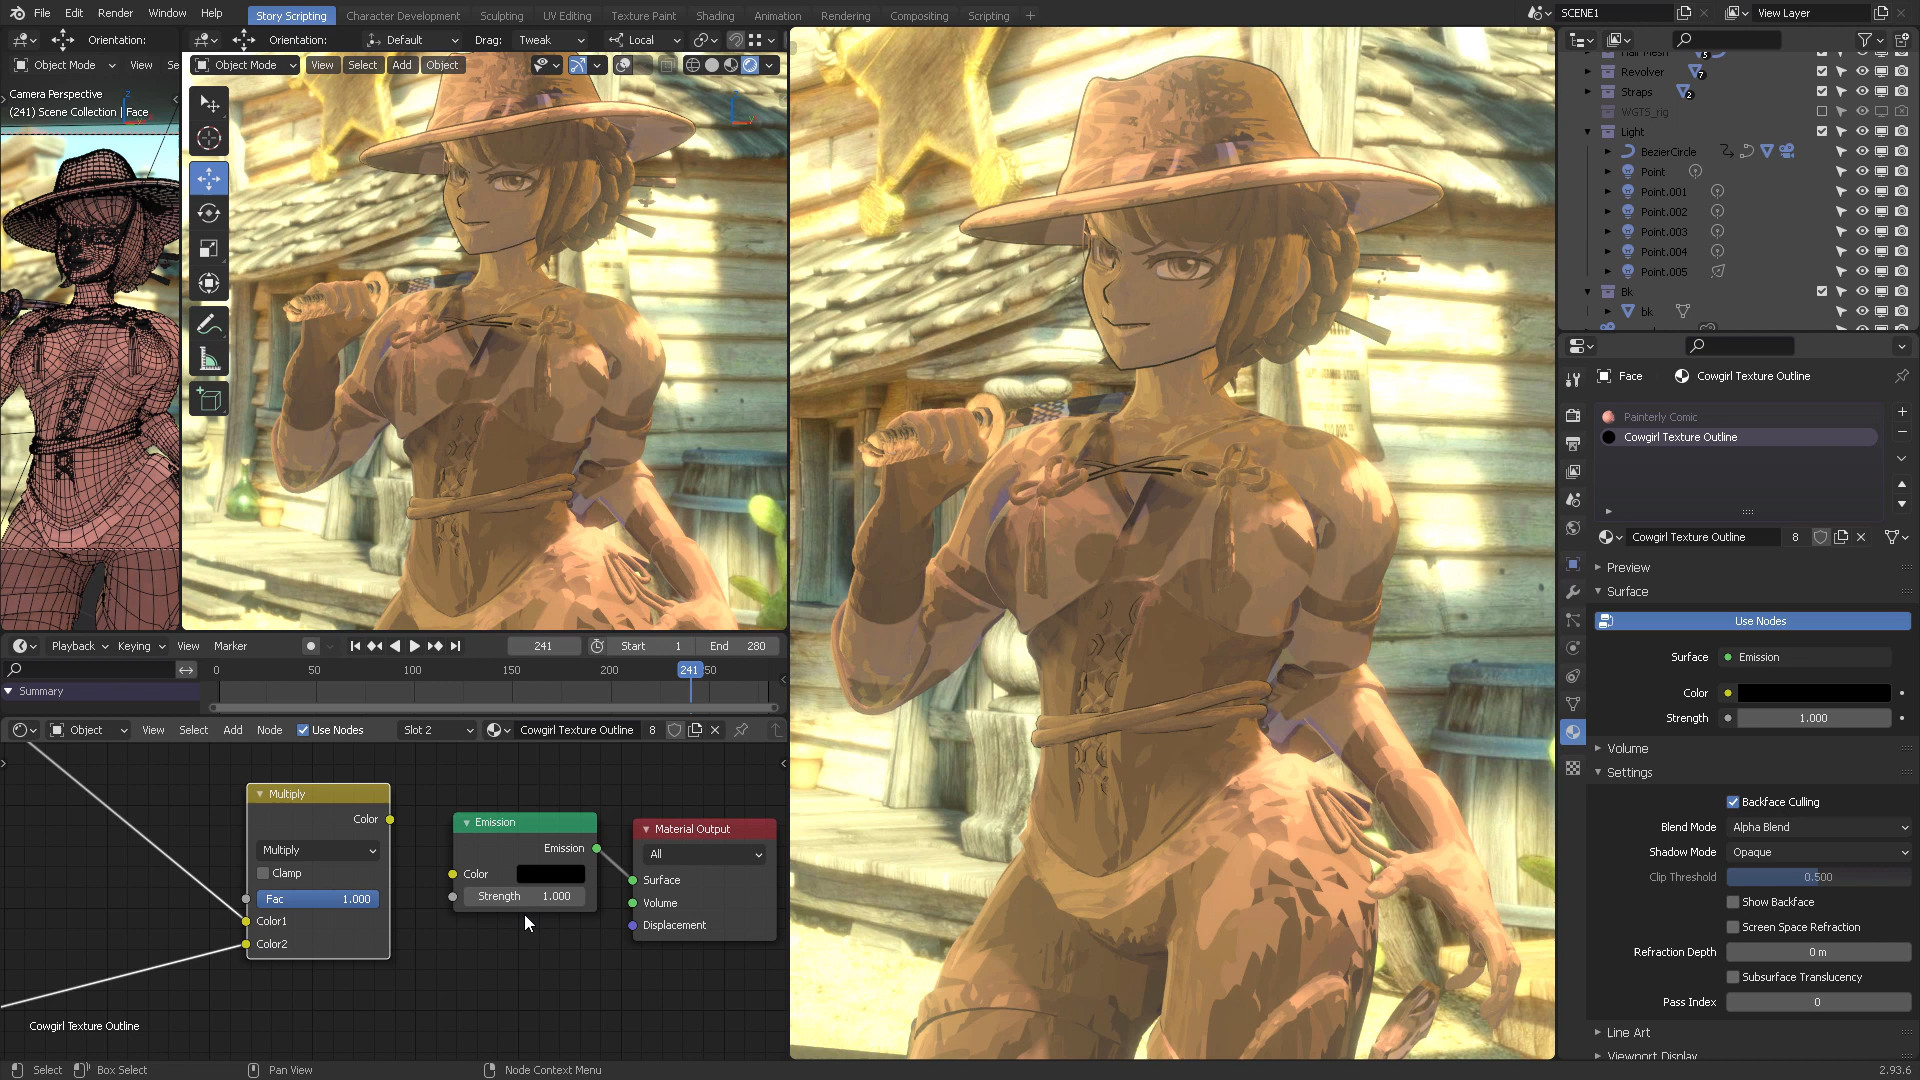 File Edit Render Window Help
Story Scripting Character Development Sculpting UV Editing Texture Paint Shading Animation Rendering Compositing Scripting
SCENE1 View Layer
Orientation:
Object Mode View Se
Camera Perspective
(241) Scene Collection | Face
Orientation: Default Drag: Tweak Local
Object Mode View Select Add Object
Revolver 7
Straps 2
WGTS_rig
Light
BezierCircle
Point
Point.001
Point.002
Point.003
Point.004
Point.005
Bk
bk
Face Cowgirl Texture Outline
Painterly Comic
Cowgirl Texture Outline
Cowgirl Texture Outline 8
Preview
Surface
Use Nodes
Surface Emission
Color
Strength 1.000
Volume
Settings
Backface Culling
Blend Mode Alpha Blend
Shadow Mode Opaque
Clip Threshold 0.500
Show Backface
Screen Space Refraction
Refraction Depth 0 m
Subsurface Translucency
Pass Index 0
Line Art
Viewport Display
Playback Keying View Marker 241 Start 1 End 280
0 50 100 150 200 241 50
Summary
Object View Select Add Node Use Nodes Slot 2 Cowgirl Texture Outline 8
Multiply
Color
Multiply
Clamp
Fac 1.000
Color1
Color2
Emission
Emission
Color
Strength 1.000
Material Output
All
Surface
Volume
Displacement
Cowgirl Texture Outline
Select Box Select Pan View Node Context Menu 2.93.6